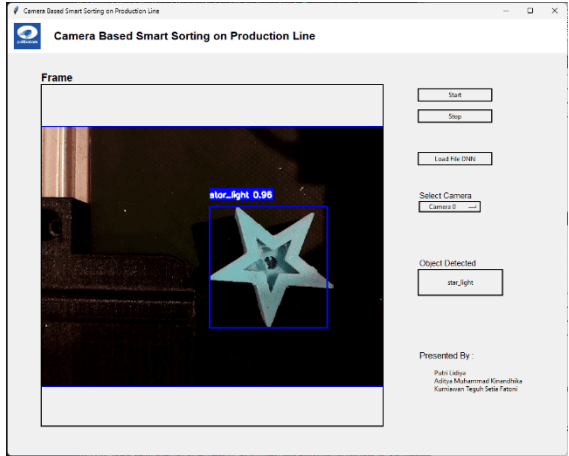 Camera Based Smart Sorting on Production Line
Camera Based Smart Sorting on Production Line
Frame
Start
Stop
Load File ONN
Select Camera
Camera 0
star_light 0.96
Object Detected
star_light
Presented By :
Putri Lidiya
Aditya Muhammad Kinandhika
Kurniawan Teguh Setia Fatoni